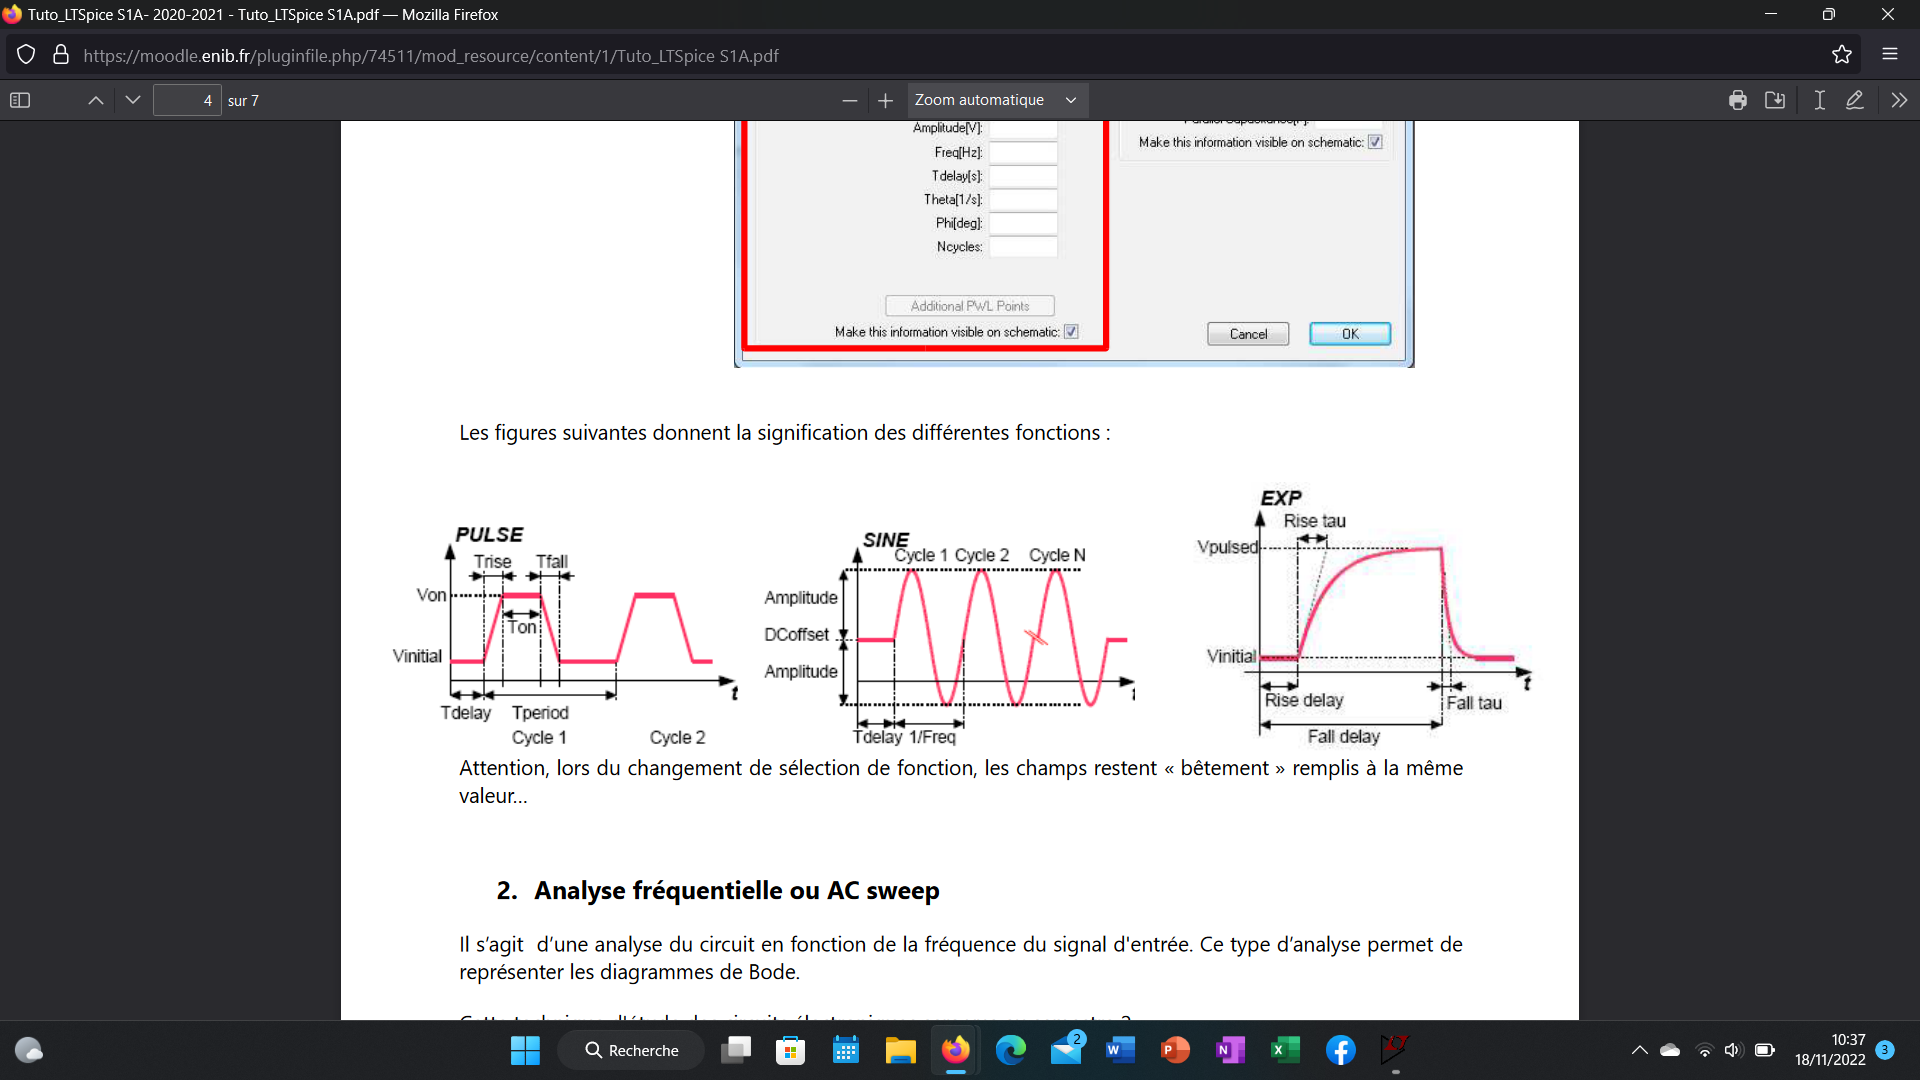 Tuto_LTSpice S1A- 2020-2021 - Tuto_LTSpice S1A.pdf — Mozilla Firefox
https://moodle.enib.fr/pluginfile.php/74511/mod_resource/content/1/Tuto_LTSpice S1A.pdf
4 sur 7
Zoom automatique
Amplitude[V]:
Freq[Hz]:
Tdelay[s]:
Theta[1/s]:
Phi[deg]:
Ncycles:
Additional PWL Points
Make this information visible on schematic:
Make this information visible on schematic:
Cancel
OK
Les figures suivantes donnent la signification des différentes fonctions :
PULSE
Trise Tfall
Von
Ton
Vinitial
t
Tdelay Tperiod
Cycle 1 Cycle 2
SINE
Cycle 1 Cycle 2 Cycle N
Amplitude
DCoffset
Amplitude
Tdelay 1/Freq
EXP
Rise tau
Vpulsed
Vinitial
t
Rise delay
Fall tau
Fall delay
Attention, lors du changement de sélection de fonction, les champs restent « bêtement » remplis à la même
valeur...
2. Analyse fréquentielle ou AC sweep
Il s’agit d’une analyse du circuit en fonction de la fréquence du signal d'entrée. Ce type d’analyse permet de
représenter les diagrammes de Bode.
Recherche
2
10:37
18/11/2022
3